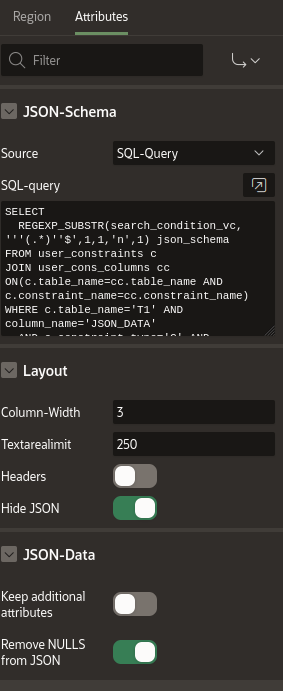 Region Attributes
Filter
JSON-Schema
Source SQL-Query
SQL-query
SELECT
REGEXP_SUBSTR(search_condition_vc,
'''(.*)''$',1,1,'n',1) json_schema
FROM user_constraints c
JOIN user_cons_columns cc
ON(c.table_name=cc.table_name AND
c.constraint_name=cc.constraint_name)
WHERE c.table_name='T1' AND
column_name='JSON_DATA'
Layout
Column-Width 3
Textarealimit 250
Headers
Hide JSON
JSON-Data
Keep additional
attributes
Remove NULLS
from JSON